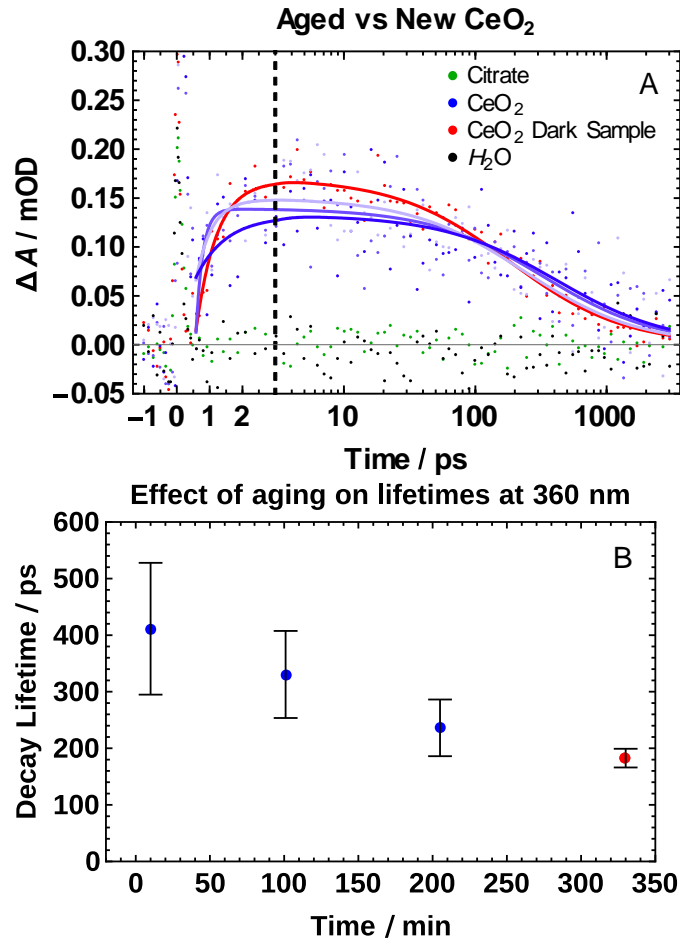 Aged vs New CeO₂
0.30
0.25
0.20
0.15
0.10
0.05
0.00
−0.05
Δ A / mOD
A
Citrate
CeO₂
CeO₂ Dark Sample
H₂O
−1 0 1 2 10 100 1000
Time / ps
Effect of aging on lifetimes at 360 nm
600
500
400
300
200
100
0
Decay Lifetime / ps
B
0 50 100 150 200 250 300 350
Time / min